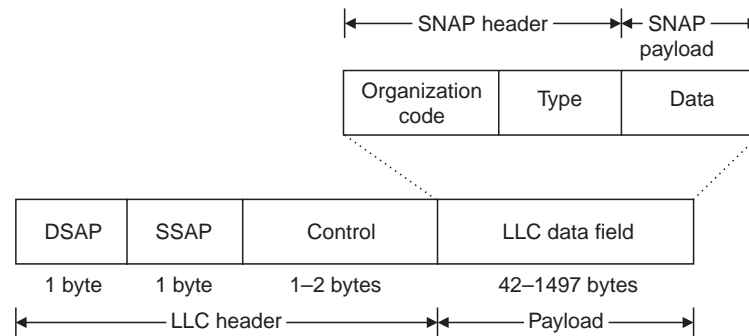 SNAP header
SNAP payload
Organization code
Type
Data
DSAP
SSAP
Control
LLC data field
1 byte
1 byte
1–2 bytes
42–1497 bytes
LLC header
Payload